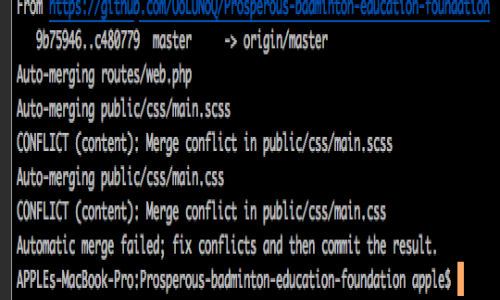 From https://github.com/UoLUNoQ/Prosperous-badminton-education-foundation
9b75946..c480779 master -> origin/master
Auto-merging routes/web.php
Auto-merging public/css/main.scss
CONFLICT (content): Merge conflict in public/css/main.scss
Auto-merging public/css/main.css
CONFLICT (content): Merge conflict in public/css/main.css
Automatic merge failed; fix conflicts and then commit the result.
APPLEs-MacBook-Pro:Prosperous-badminton-education-foundation apple$